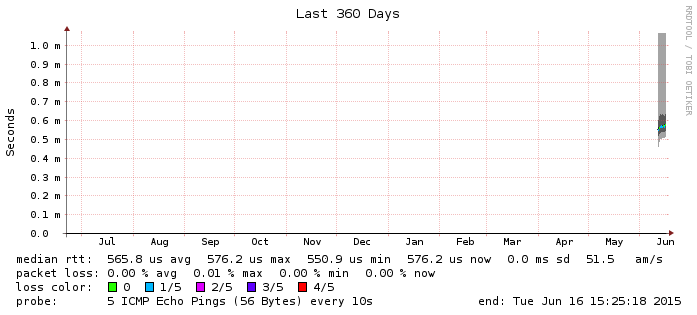 Last 360 Days
RRDTOOL / TOBI OETIKER
Seconds
1.0 m
0.9 m
0.8 m
0.7 m
0.6 m
0.5 m
0.4 m
0.3 m
0.2 m
0.1 m
0.0
Jul Aug Sep Oct Nov Dec Jan Feb Mar Apr May Jun
median rtt: 565.8 us avg 576.2 us max 550.9 us min 576.2 us now 0.0 ms sd 51.5 am/s
packet loss: 0.00 % avg 0.01 % max 0.00 % min 0.00 % now
loss color: 0 1/5 2/5 3/5 4/5
probe: 5 ICMP Echo Pings (56 Bytes) every 10s end: Tue Jun 16 15:25:18 2015